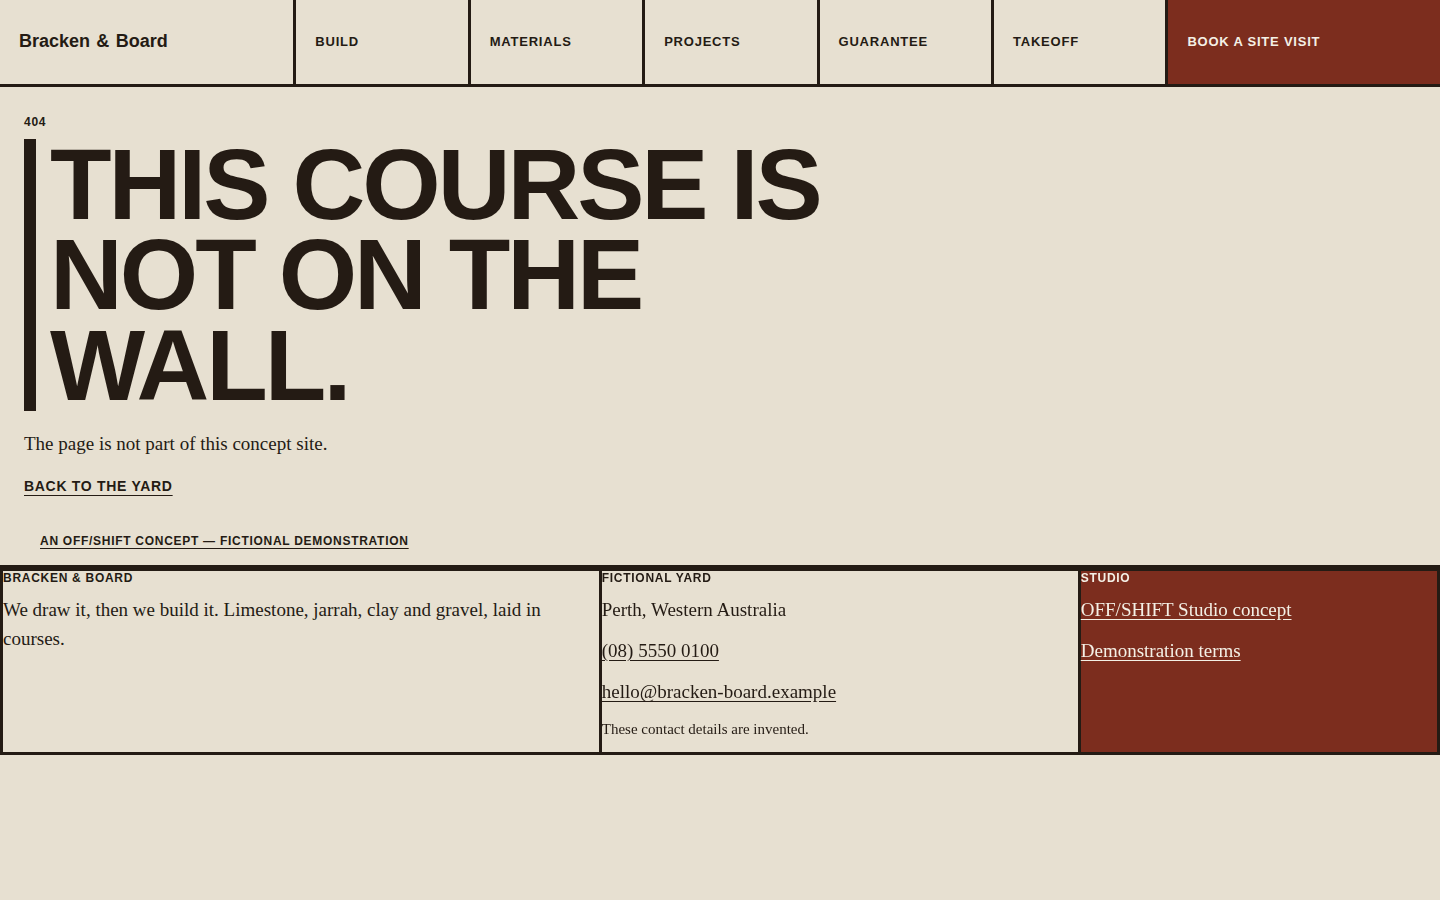 Bracken & Board
BUILD
MATERIALS
PROJECTS
GUARANTEE
TAKEOFF
BOOK A SITE VISIT
404
THIS COURSE IS
NOT ON THE
WALL.
The page is not part of this concept site.
BACK TO THE YARD
AN OFF/SHIFT CONCEPT — FICTIONAL DEMONSTRATION
BRACKEN & BOARD
We draw it, then we build it. Limestone, jarrah, clay and gravel, laid in
courses.
FICTIONAL YARD
Perth, Western Australia
(08) 5550 0100
hello@bracken-board.example
These contact details are invented.
STUDIO
OFF/SHIFT Studio concept
Demonstration terms